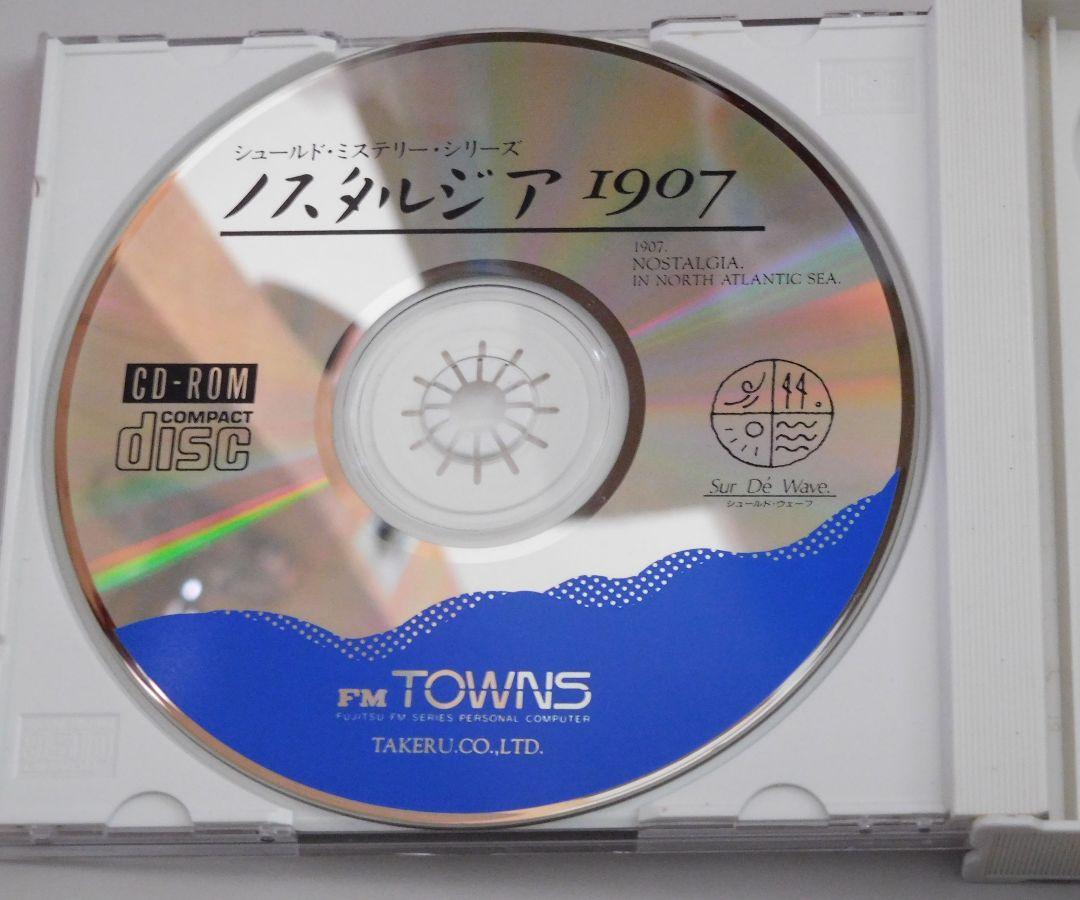 シュールド・ミステリー・シリーズ
ノスタルジア 1907
1907.
NOSTALGIA.
IN NORTH ATLANTIC SEA.
CD-ROM
COMPACT
disc
Sur Dé Wave.
シュールド・ウェーブ
FM TOWNS
FUJITSU FM SERIES PERSONAL COMPUTER
TAKERU.CO.,LTD.